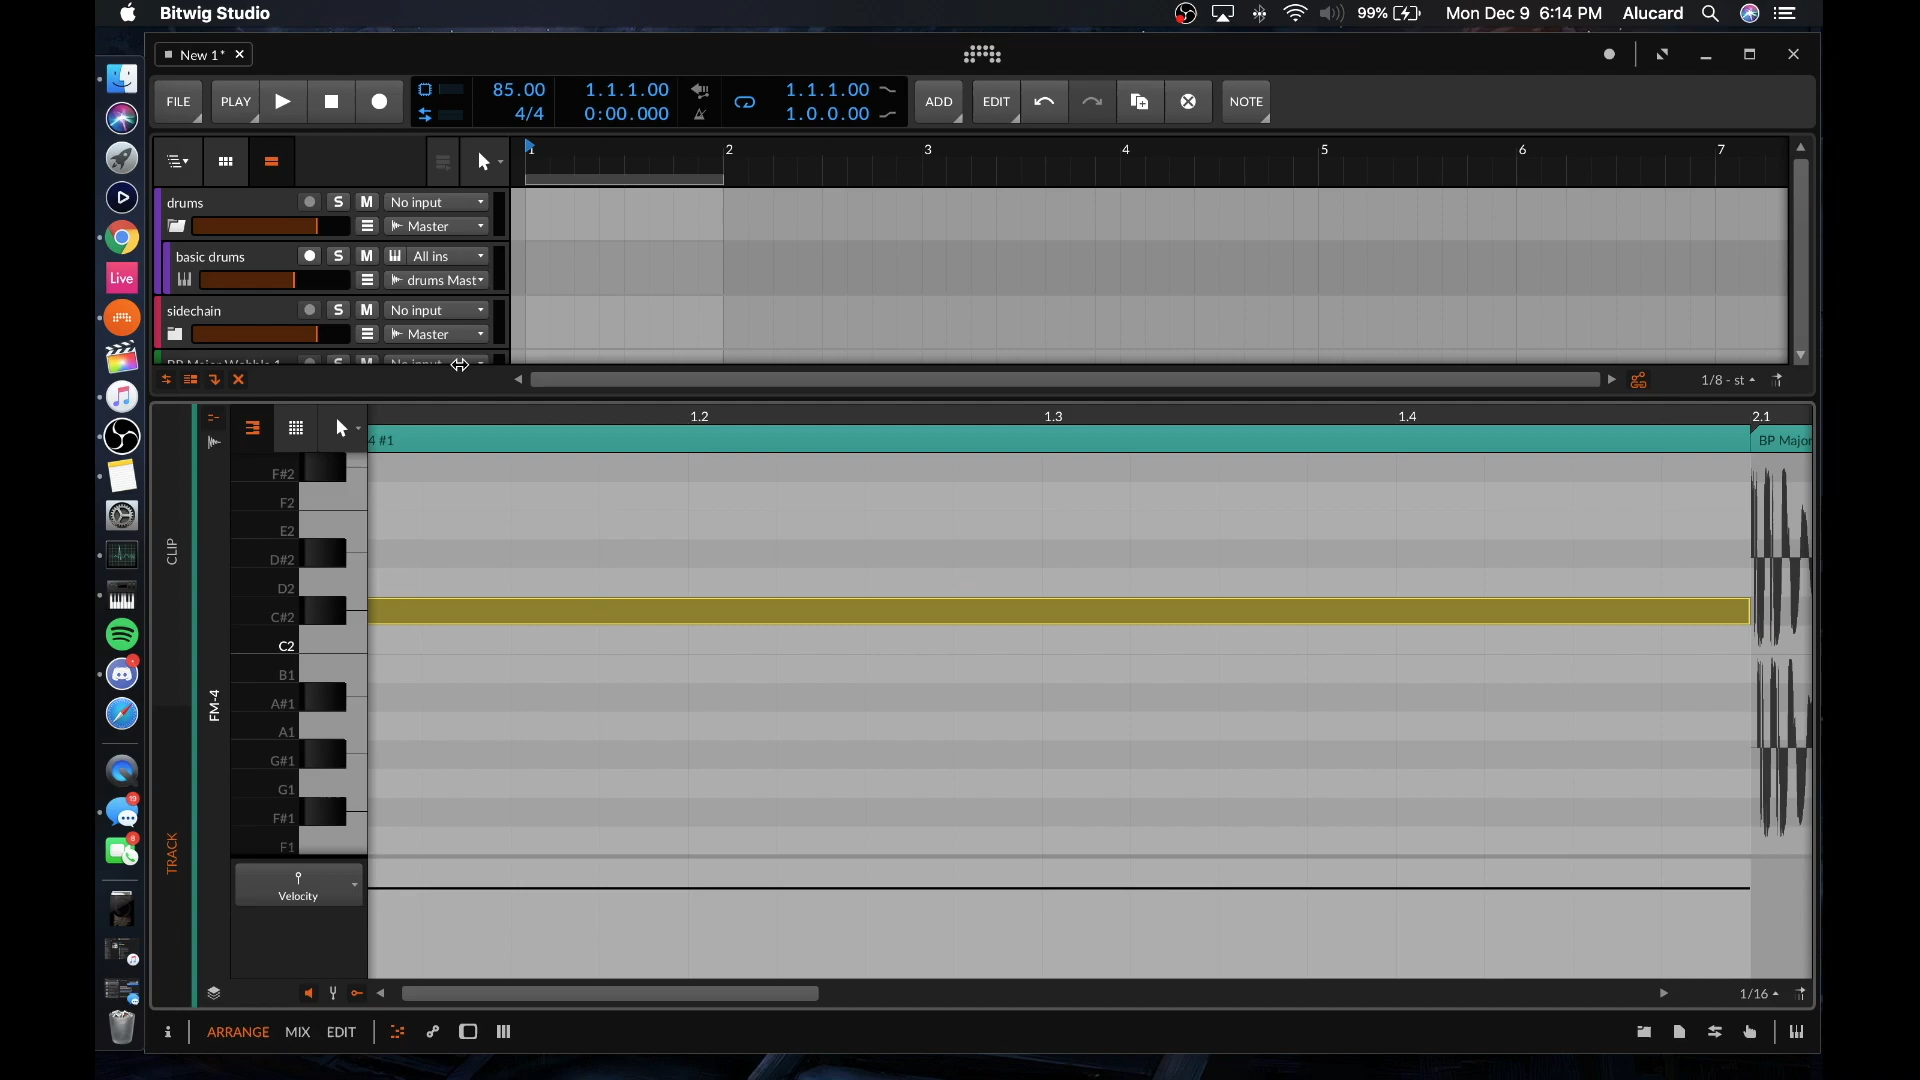 Bitwig Studio
99%
Mon Dec 9 6:14 PM
Alucard
New 1*
FILE
PLAY
85.00
4/4
1.1.1.00
0:00.000
1.1.1.00
1.0.0.00
ADD
EDIT
NOTE
1
2
3
4
5
6
7
drums
S
M
No input
Master
basic drums
S
M
All ins
drums Mast
sidechain
S
M
No input
Master
BP Major Wobble 1
S
M
No input
1/8 - st
Live
1.2
1.3
1.4
2.1
4 #1
BP Major
F#2
F2
E2
D#2
D2
C#2
C2
B1
A#1
A1
G#1
G1
F#1
F1
CLIP
TRACK
FM-4
Velocity
1/16
19
8
i
ARRANGE
MIX
EDIT